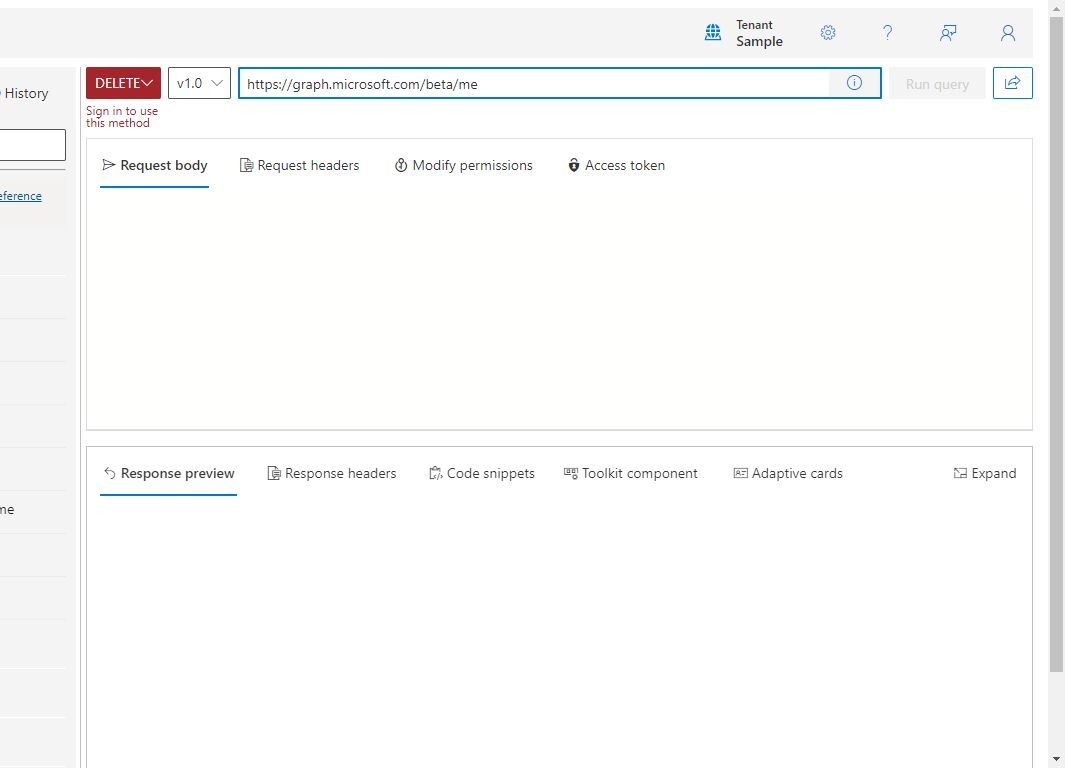 Tenant
Sample
History
DELETE
v1.0
https://graph.microsoft.com/beta/me
Run query
Sign in to use
this method
eference
Request body
Request headers
Modify permissions
Access token
Response preview
Response headers
Code snippets
Toolkit component
Adaptive cards
Expand
me